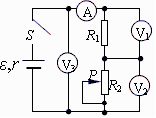 S A
R₁ V₁
ε,r V₃
P R₂ V₂